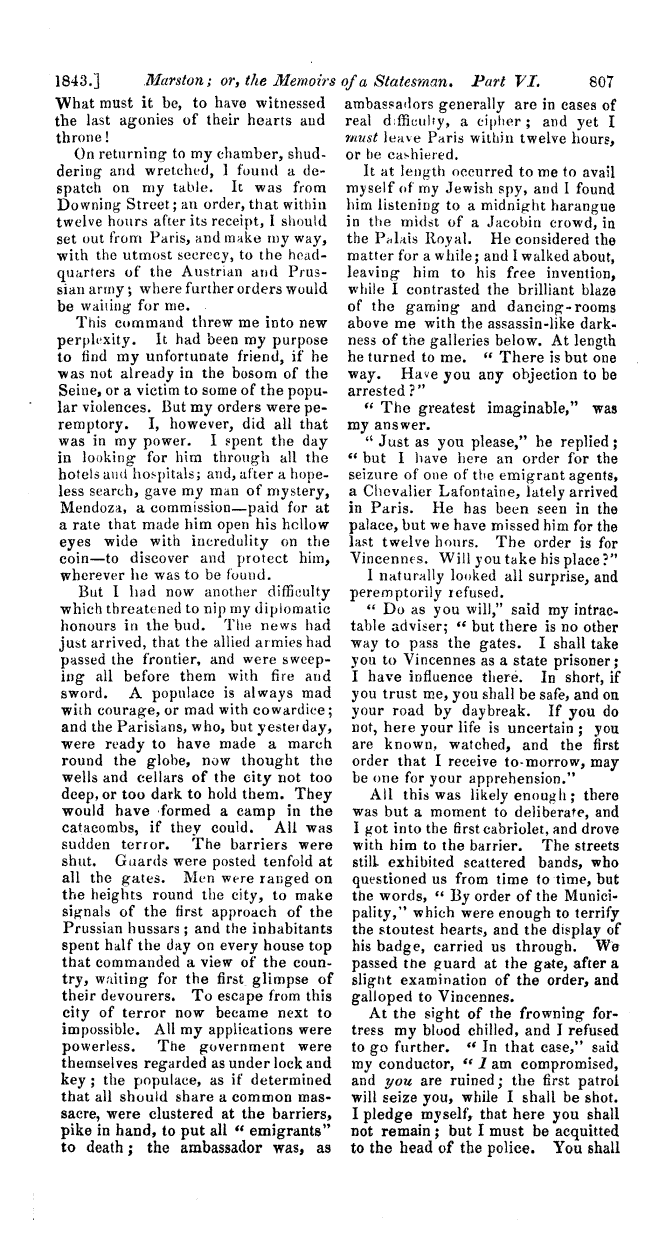 1843.] Marston; or, the Memoirs of a Statesman. Part VI. 807
What must it be, to have witnessed
the last agonies of their hearts and
throne!
On returning to my chamber, shud-
dering and wretched, I found a de-
spatch on my table. It was from
Downing Street; an order, that within
twelve hours after its receipt, I should
set out from Paris, and make my way,
with the utmost secrecy, to the head-
quarters of the Austrian and Prus-
sian army; where further orders would
be waiting for me.
This command threw me into new
perplexity. It had been my purpose
to find my unfortunate friend, if he
was not already in the bosom of the
Seine, or a victim to some of the popu-
lar violences. But my orders were pe-
remptory. I, however, did all that
was in my power. I spent the day
in looking for him through all the
hotels and hospitals; and, after a hope-
less search, gave my man of mystery,
Mendoza, a commission—paid for at
a rate that made him open his hollow
eyes wide with incredulity on the
coin—to discover and protect him,
wherever he was to be found.
But I had now another difficulty
which threatened to nip my diplomatic
honours in the bud. The news had
just arrived, that the allied armies had
passed the frontier, and were sweep-
ing all before them with fire and
sword. A populace is always mad
with courage, or mad with cowardice;
and the Parisians, who, but yesterday,
were ready to have made a march
round the globe, now thought the
wells and cellars of the city not too
deep, or too dark to hold them. They
would have formed a camp in the
catacombs, if they could. All was
sudden terror. The barriers were
shut. Guards were posted tenfold at
all the gates. Men were ranged on
the heights round the city, to make
signals of the first approach of the
Prussian hussars; and the inhabitants
spent half the day on every house top
that commanded a view of the coun-
try, waiting for the first glimpse of
their devourers. To escape from this
city of terror now became next to
impossible. All my applications were
powerless. The government were
themselves regarded as under lock and
key; the populace, as if determined
that all should share a common mas-
sacre, were clustered at the barriers,
pike in hand, to put all “ emigrants”
to death; the ambassador was, as
ambassadors generally are in cases of
real difficulty, a cipher; and yet I
must leave Paris within twelve hours,
or be cashiered.
It at length occurred to me to avail
myself of my Jewish spy, and I found
him listening to a midnight harangue
in the midst of a Jacobin crowd, in
the Palais Royal. He considered the
matter for a while; and I walked about,
leaving him to his free invention,
while I contrasted the brilliant blaze
of the gaming and dancing-rooms
above me with the assassin-like dark-
ness of the galleries below. At length
he turned to me. “ There is but one
way. Have you any objection to be
arrested?”
“ The greatest imaginable,” was
my answer.
“ Just as you please,” he replied;
“ but I have here an order for the
seizure of one of the emigrant agents,
a Chevalier Lafontaine, lately arrived
in Paris. He has been seen in the
palace, but we have missed him for the
last twelve hours. The order is for
Vincennes. Will you take his place?”
I naturally looked all surprise, and
peremptorily refused.
“ Do as you will,” said my intrac-
table adviser; “ but there is no other
way to pass the gates. I shall take
you to Vincennes as a state prisoner;
I have influence there. In short, if
you trust me, you shall be safe, and on
your road by daybreak. If you do
not, here your life is uncertain; you
are known, watched, and the first
order that I receive to-morrow, may
be one for your apprehension.”
All this was likely enough; there
was but a moment to deliberate, and
I got into the first cabriolet, and drove
with him to the barrier. The streets
still exhibited scattered bands, who
questioned us from time to time, but
the words, “ By order of the Munici-
pality,” which were enough to terrify
the stoutest hearts, and the display of
his badge, carried us through. We
passed the guard at the gate, after a
slight examination of the order, and
galloped to Vincennes.
At the sight of the frowning for-
tress my blood chilled, and I refused
to go further. “ In that case,” said
my conductor, “ I am compromised,
and you are ruined; the first patrol
will seize you, while I shall be shot.
I pledge myself, that here you shall
not remain; but I must be acquitted
to the head of the police. You shall